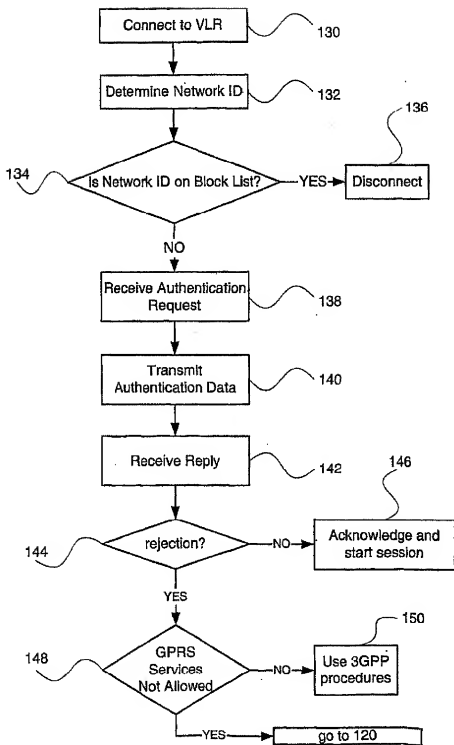 Connect to VLR
130
Determine Network ID
132
136
134
Is Network ID on Block List?
YES
Disconnect
NO
Receive Authentication
Request
138
Transmit
Authentication Data
140
Receive Reply
142
146
144
rejection?
NO
Acknowledge and
start session
YES
150
148
GPRS
Services
Not Allowed
NO
Use 3GPP
procedures
YES
go to 120